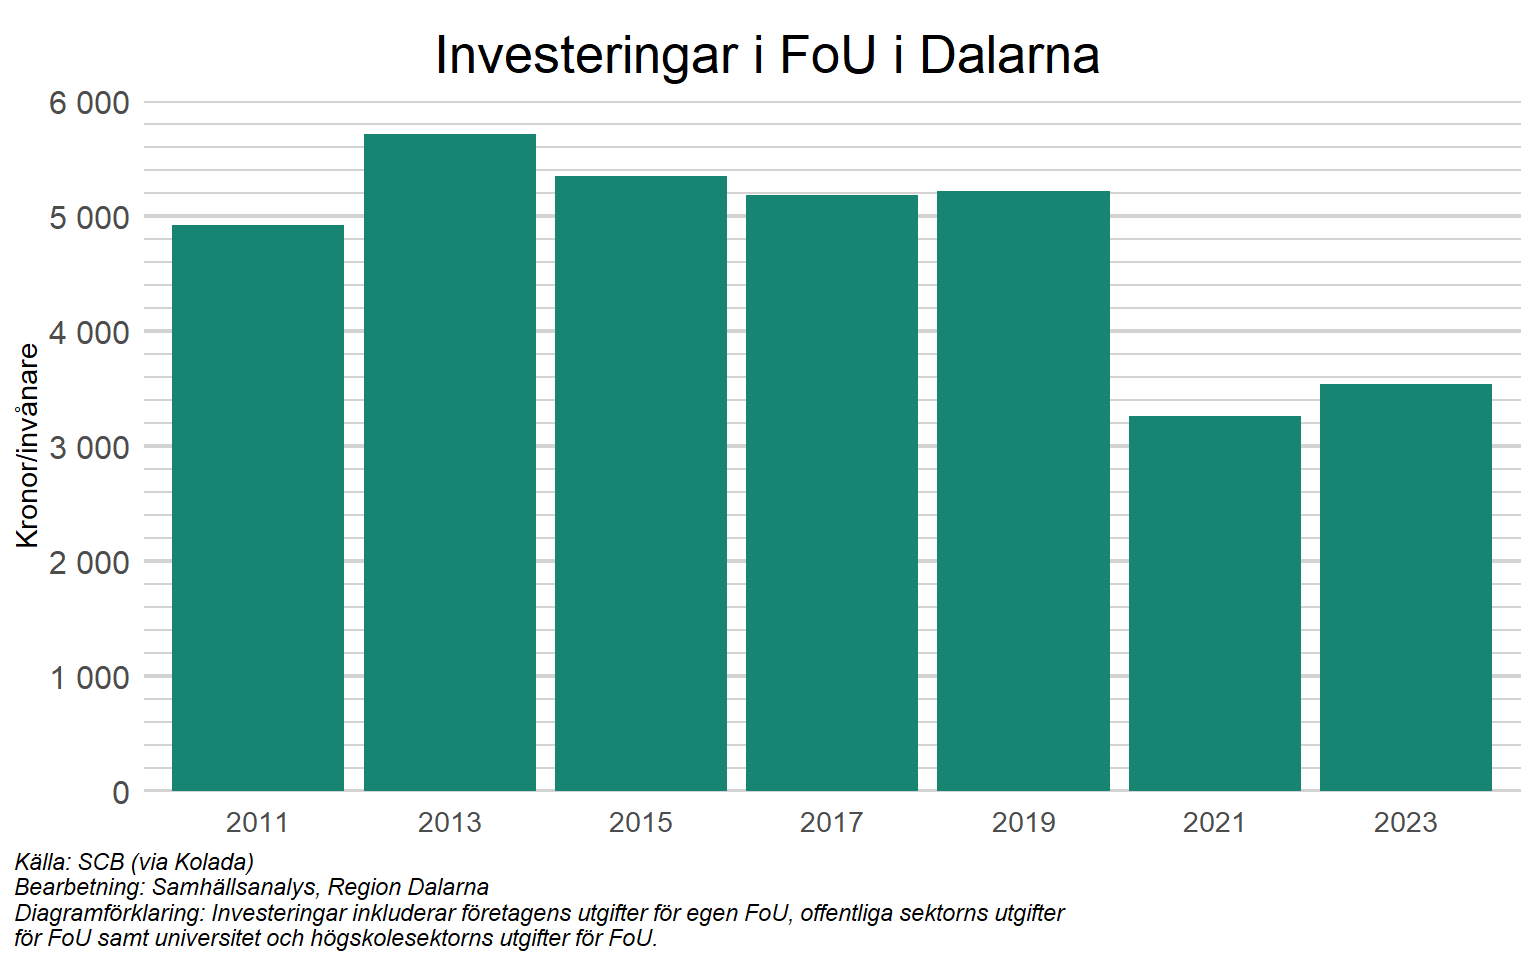 Investeringar i FoU i Dalarna
6 000
5 000
4 000
3 000
2 000
1 000
0
Kronor/invånare
2011 2013 2015 2017 2019 2021 2023
Källa: SCB (via Kolada)
Bearbetning: Samhällsanalys, Region Dalarna
Diagramförklaring: Investeringar inkluderar företagens utgifter för egen FoU, offentliga sektorns utgifter
för FoU samt universitet och högskolesektorns utgifter för FoU.